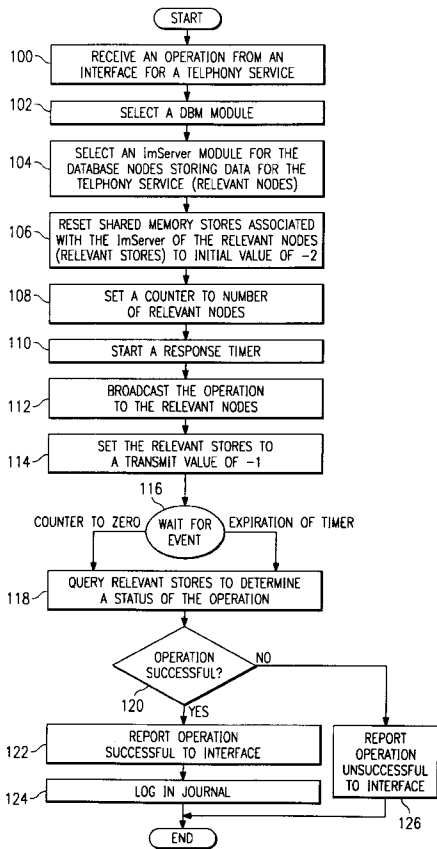 START
100
RECEIVE AN OPERATION FROM AN
INTERFACE FOR A TELPHONY SERVICE
102
SELECT A DBM MODULE
104
SELECT AN ImServer MODULE FOR THE
DATABASE NODES STORING DATA FOR THE
TELPHONY SERVICE (RELEVANT NODES)
106
RESET SHARED MEMORY STORES ASSOCIATED
WITH THE ImServer OF THE RELEVANT NODES
(RELEVANT STORES) TO INITIAL VALUE OF -2
108
SET A COUNTER TO NUMBER
OF RELEVANT NODES
110
START A RESPONSE TIMER
112
BROADCAST THE OPERATION
TO THE RELEVANT NODES
114
SET THE RELEVANT STORES TO
A TRANSMIT VALUE OF -1
116
COUNTER TO ZERO
WAIT FOR
EVENT
EXPIRATION OF TIMER
118
QUERY RELEVANT STORES TO DETERMINE
A STATUS OF THE OPERATION
OPERATION
SUCCESSFUL?
NO
120
YES
122
REPORT OPERATION
SUCCESSFUL TO INTERFACE
REPORT
OPERATION
UNSUCCESSFUL
TO INTERFACE
124
LOG IN JOURNAL
126
END